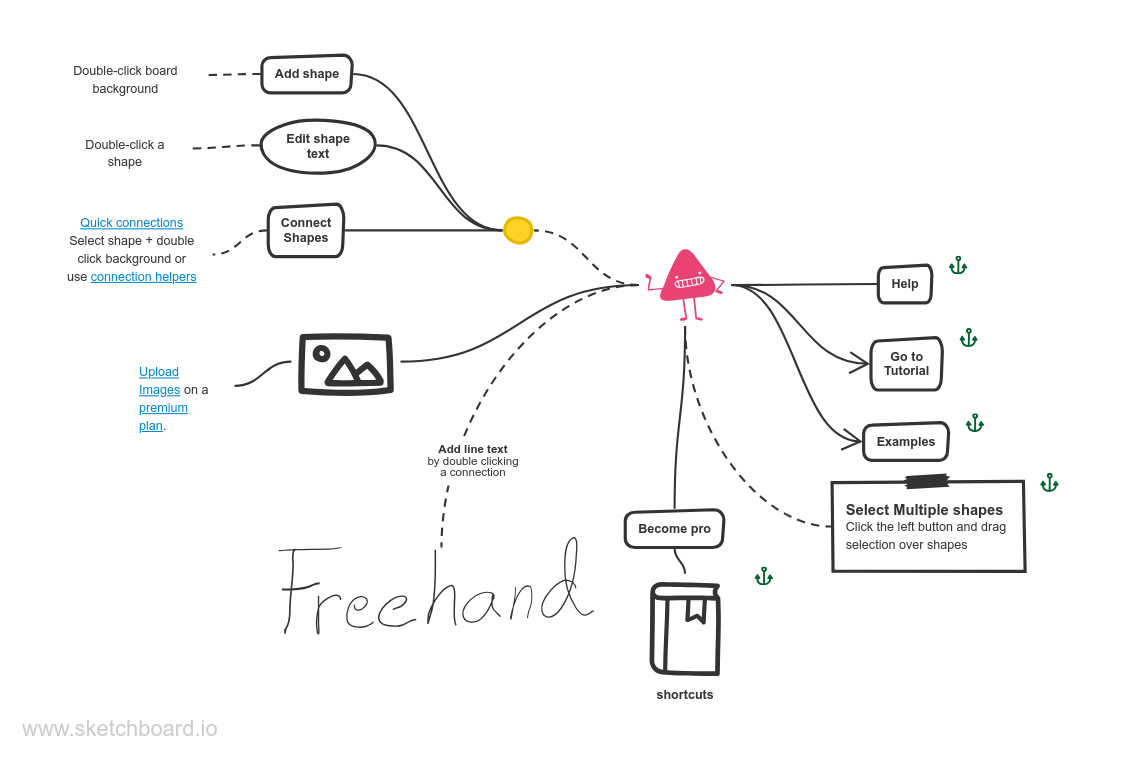 Double-click board
background
Add shape
Double-click a
shape
Edit shape
text
Quick connections
Select shape + double
click background or
use connection helpers
Connect
Shapes
Upload
Images on a
premium
plan.
Add line text
by double clicking
a connection
Freehand
Help
Go to
Tutorial
Examples
Select Multiple shapes
Click the left button and drag
selection over shapes
Become pro
shortcuts
www.sketchboard.io